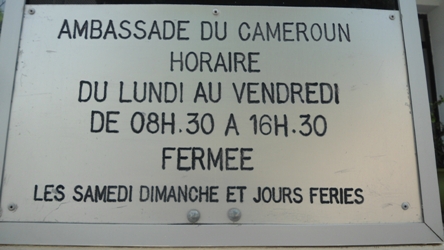 AMBASSADE DU CAMEROUN
HORAIRE
DU LUNDI AU VENDREDI
DE 08H.30 A 16H.30
FERMEE
LES SAMEDI DIMANCHE ET JOURS FERIES